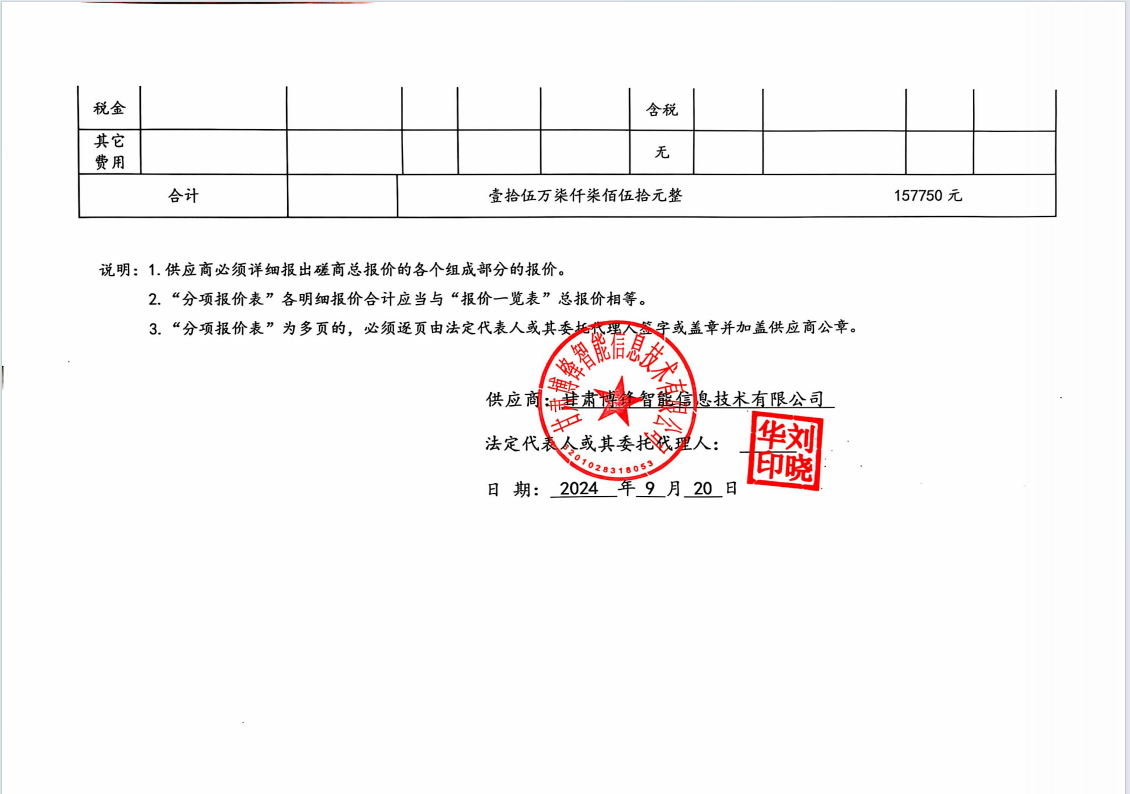 税金 含税
其它
费用 无
合计 壹拾伍万柒仟柒佰伍拾元整 157750 元
说明：1.供应商必须详细报出磋商总报价的各个组成部分的报价。
2.“分项报价表”各明细报价合计应当与“报价一览表”总报价相等。
3.“分项报价表”为多页的，必须逐页由法定代表人或其委托代理人签字或盖章并加盖供应商公章。
供应商：甘肃博锋智能信息技术有限公司
法定代表人或其委托代理人：
日 期： 2024 年 9 月 20 日
甘肃博锋智能信息技术有限公司
6201028318053
刘晓
华印